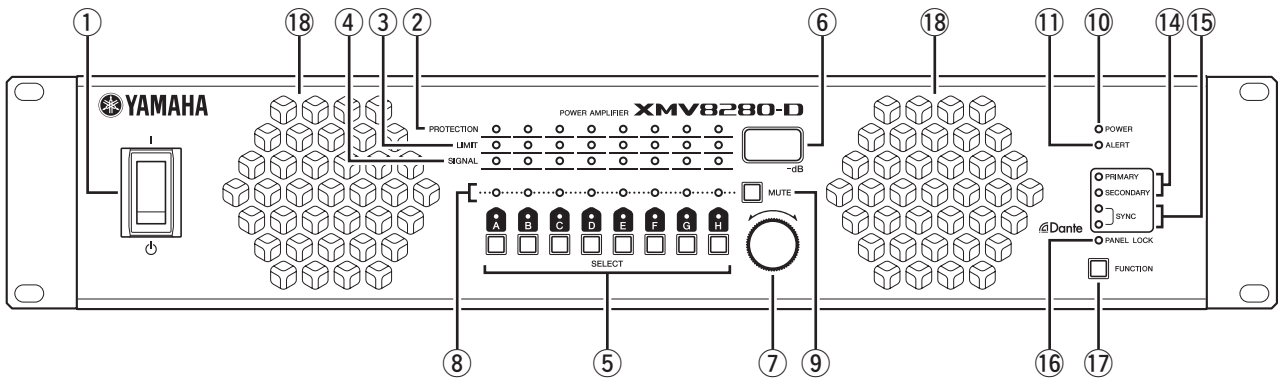 ① ⑱ ④ ③ ② ⑥ ⑱ ⑪ ⑩ ⑭ ⑮
YAMAHA
POWER AMPLIFIER XMV8280-D
PROTECTION
LIMIT
SIGNAL
-dB
MUTE
A B C D E F G H
SELECT
POWER
ALERT
PRIMARY
SECONDARY
SYNC
Dante
PANEL LOCK
FUNCTION
⑧ ⑤ ⑦ ⑨ ⑯ ⑰